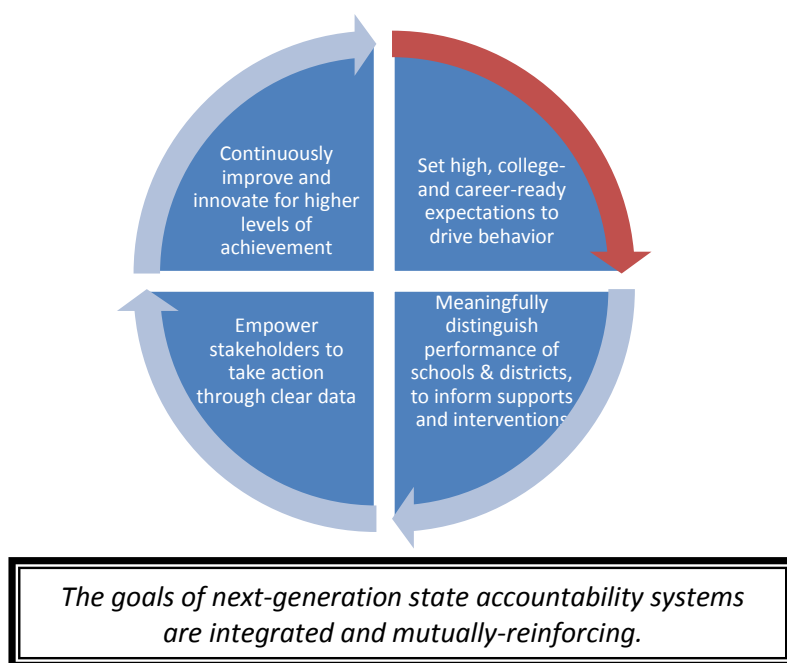 Continuously
improve and
innovate for higher
levels of
achievement
Set high, college-
and career-ready
expectations to
drive behavior
Empower
stakeholders to
take action
through clear data
Meaningfully
distinguish
performance of
schools & districts,
to inform supports
and interventions
The goals of next-generation state accountability systems
are integrated and mutually-reinforcing.